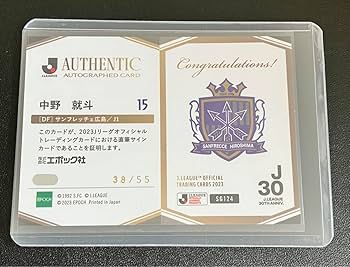 J.LEAGUE
AUTHENTIC
AUTOGRAPHED CARD
中野 就斗 15
[DF] サンフレッチェ広島/J1
このカードが、2023Jリーグオフィシャル
トレーディングカードにおける直筆サイン
カードであることを証明します。
株式会社エポック社
38/55
EPOCH
© 1992 S.FC © J.LEAGUE
© 2023 EPOCH Printed in Japan
Congratulations!
SANFRECCE HIROSHIMA
J.LEAGUE™ OFFICIAL
TRADING CARDS 2023
SG124
J
30
J.LEAGUE
30TH ANNIV.